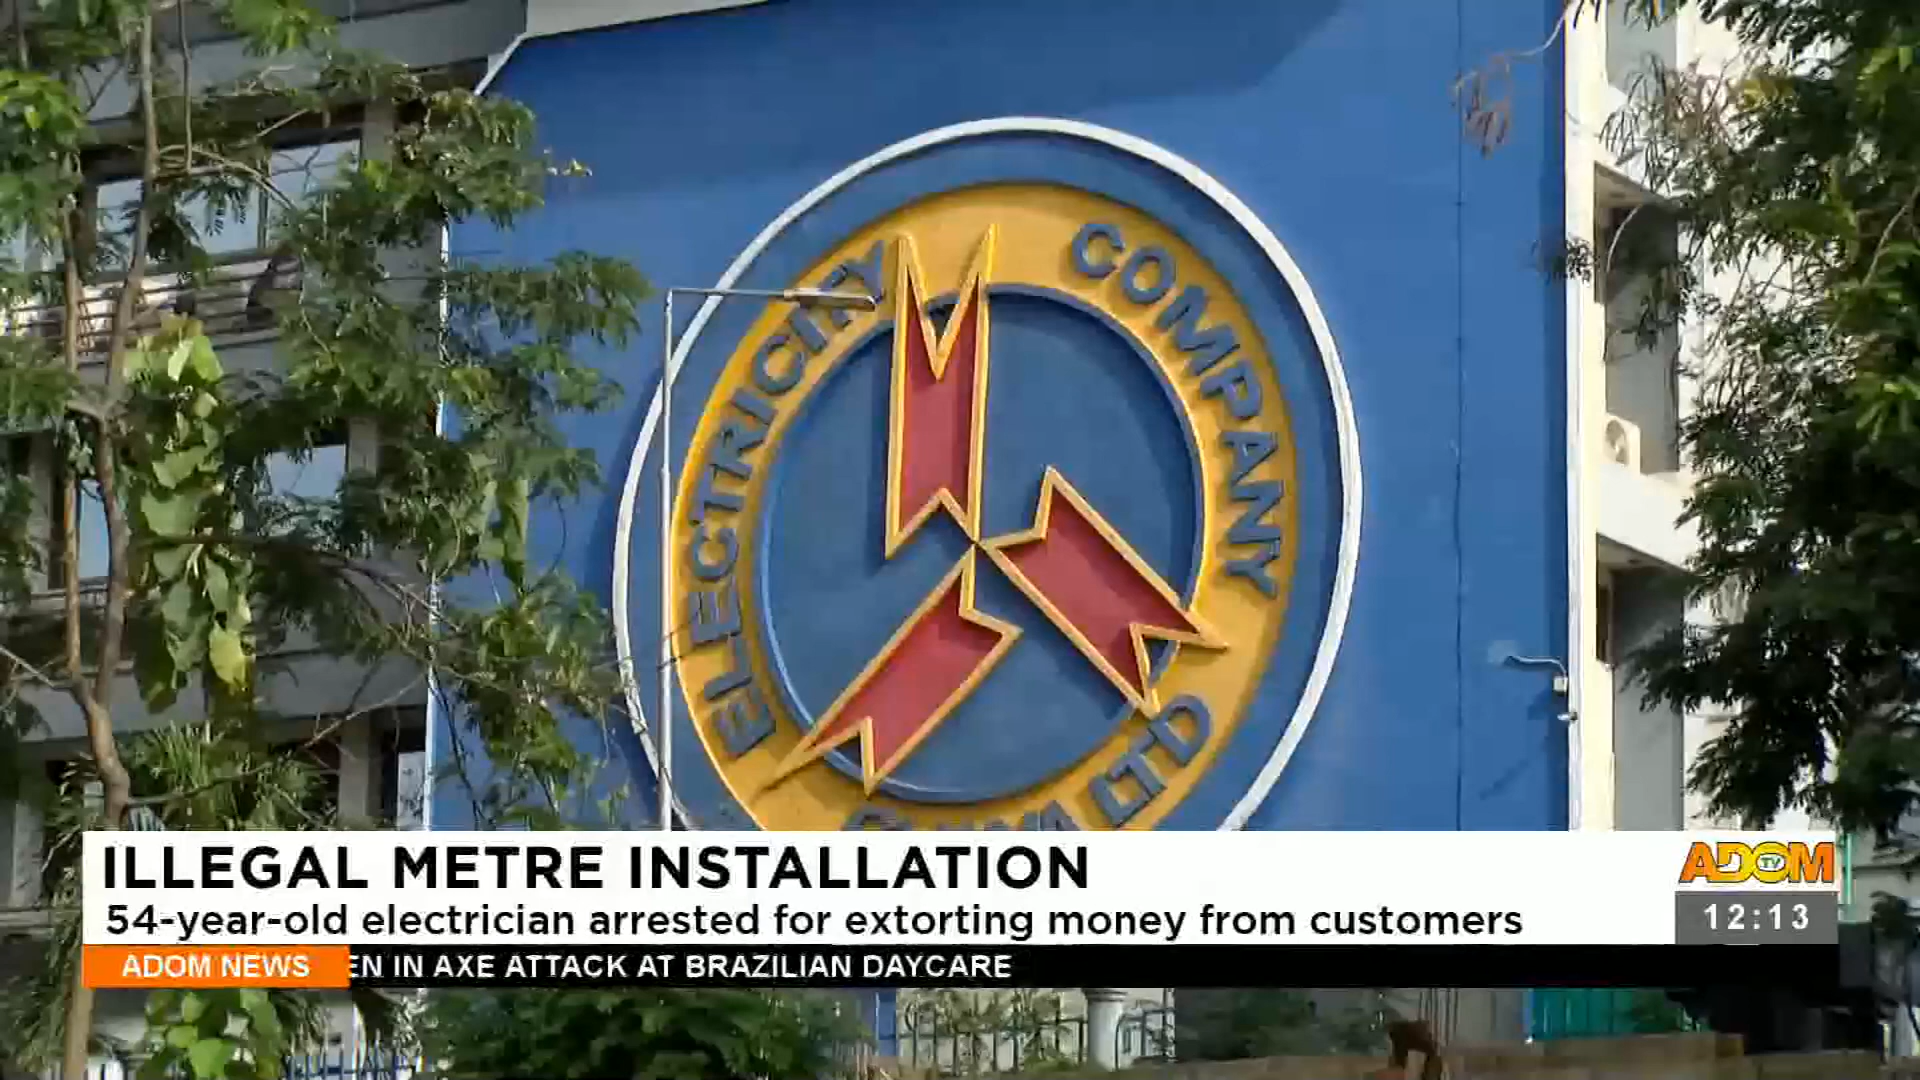 ELECTRICITY COMPANY
LTD
ILLEGAL METRE INSTALLATION
54-year-old electrician arrested for extorting money from customers
ADOM TV
12:13
ADOM NEWS
EN IN AXE ATTACK AT BRAZILIAN DAYCARE